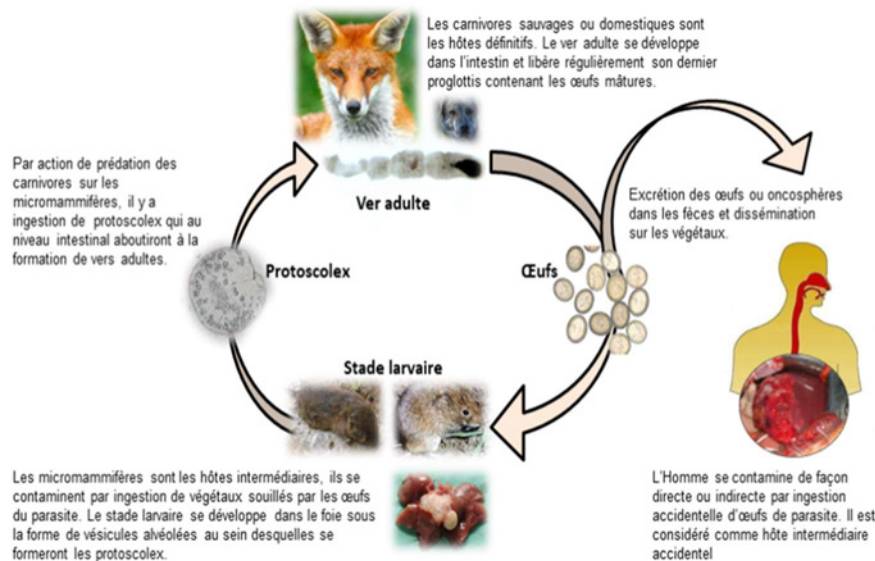 Les carnivores sauvages ou domestiques sont
les hôtes définitifs. Le ver adulte se développe
dans l'intestin et libère régulièrement son dernier
proglottis contenant les œufs mâtures.
Par action de prédation des
carnivores sur les
micromammifères, il y a
ingestion de protoscolex qui au
niveau intestinal aboutiront à la
formation de vers adultes.
Ver adulte
Excrétion des œufs ou oncosphères
dans les fèces et dissémination
sur les végétaux.
Protoscolex
Œufs
Stade larvaire
Les micromammifères sont les hôtes intermédiaires, ils se
contaminent par ingestion de végétaux souillés par les œufs
du parasite. Le stade larvaire se développe dans le foie sous
la forme de vésicules alvéolées au sein desquelles se
formeront les protoscolex.
L'Homme se contamine de façon
directe ou indirecte par ingestion
accidentelle d'œufs de parasite. Il est
considéré comme hôte intermédiaire
accidentel